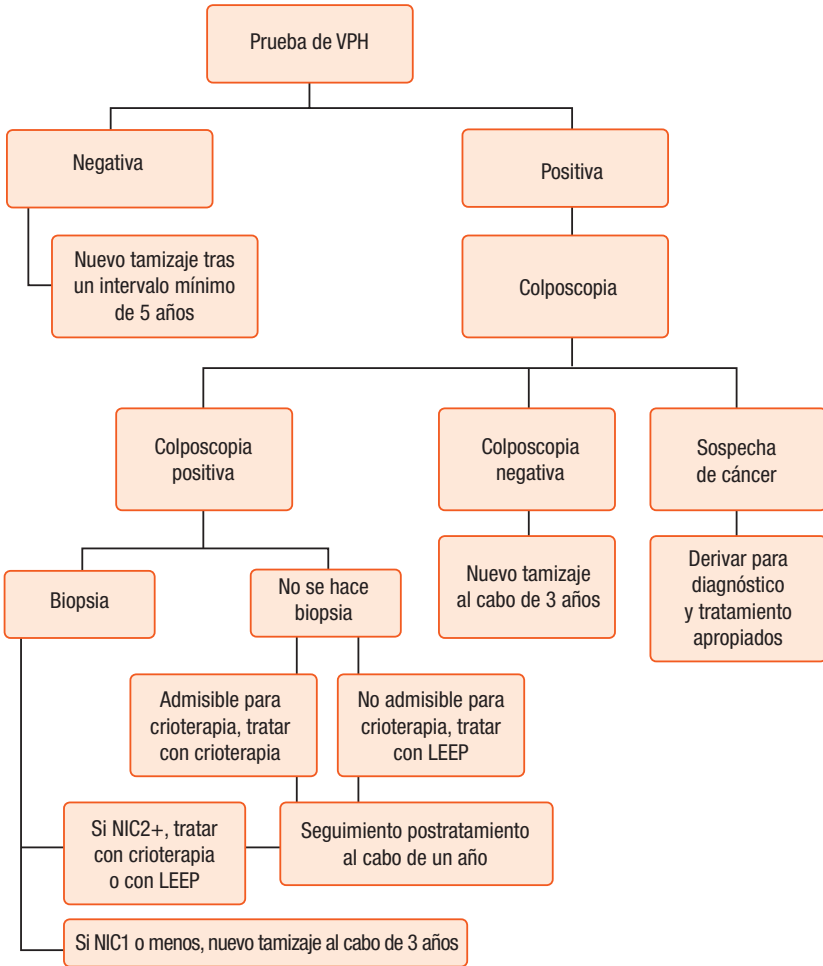 Prueba de VPH
Negativa
Positiva
Nuevo tamizaje tras
un intervalo mínimo
de 5 años
Colposcopia
Colposcopia
positiva
Colposcopia
negativa
Sospecha
de cáncer
Biopsia
No se hace
biopsia
Nuevo tamizaje
al cabo de 3 años
Derivar para
diagnóstico
y tratamiento
apropiados
Admisible para
crioterapia, tratar
con crioterapia
No admisible para
crioterapia, tratar
con LEEP
Si NIC2+, tratar
con crioterapia
o con LEEP
Seguimiento postratamiento
al cabo de un año
Si NIC1 o menos, nuevo tamizaje al cabo de 3 años